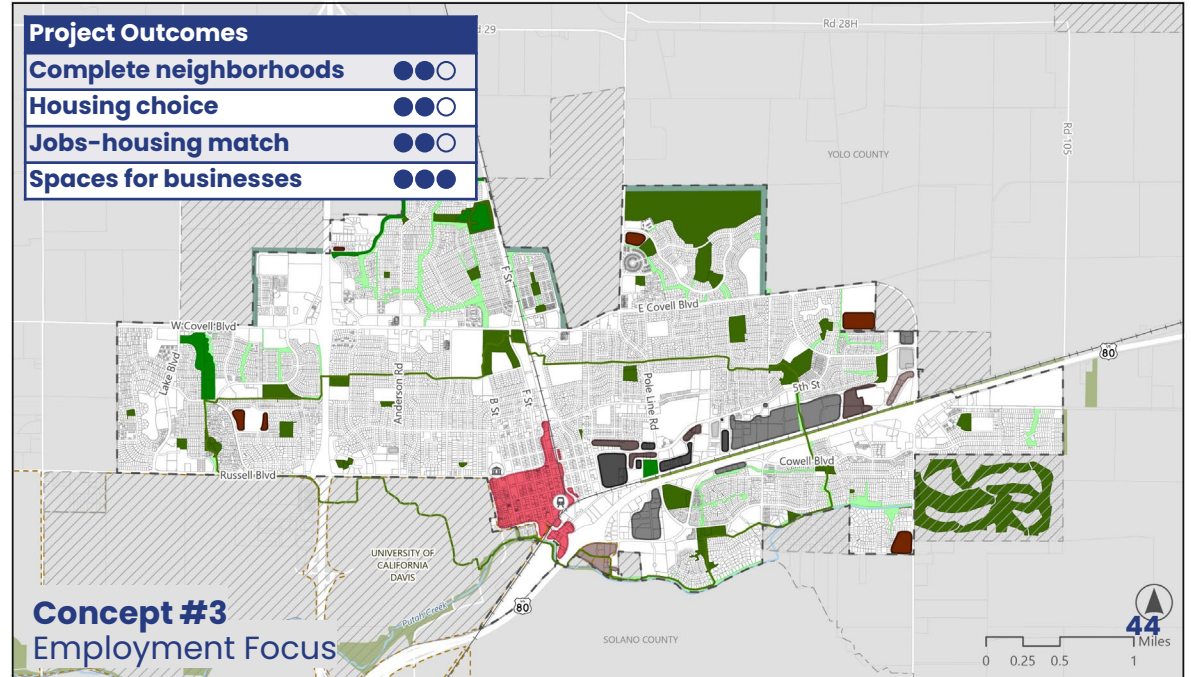 Project Outcomes
Complete neighborhoods
Housing choice
Jobs-housing match
Spaces for businesses
29
Rd 28H
Rd 105
YOLO COUNTY
F St
E Covell Blvd
W Covell Blvd
Lake Blvd
Anderson Rd
B St
F St
Pole Line Rd
5th St
80
Cowell Blvd
Russell Blvd
UNIVERSITY OF
CALIFORNIA
DAVIS
Putah Creek
80
SOLANO COUNTY
Concept #3
Employment Focus
44
Miles
0 0.25 0.5 1